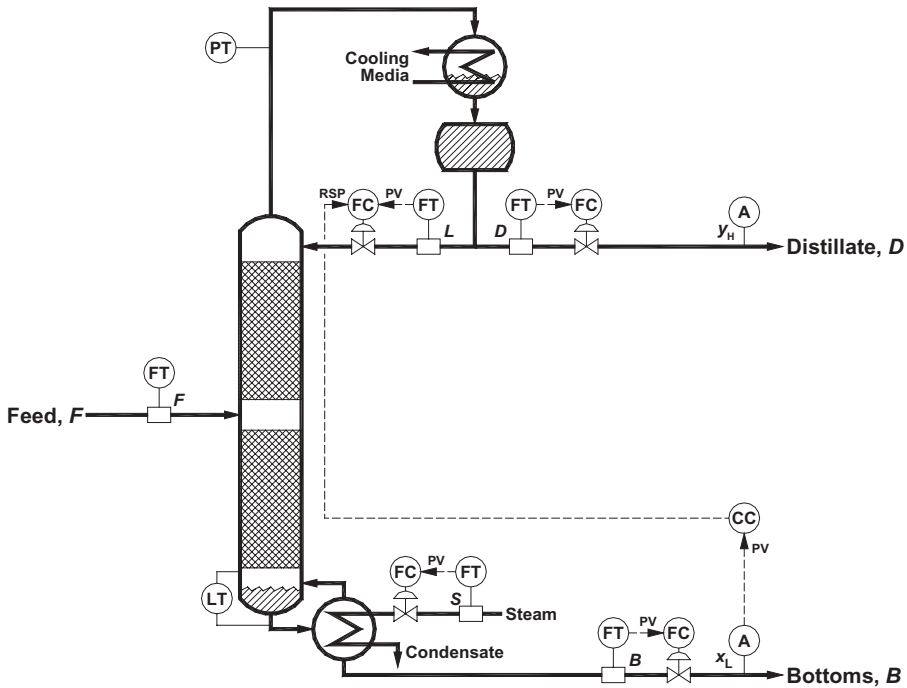 PT
Cooling
Media
RSP
FC
PV
FT
FT
PV
FC
A
L
D
yH
Distillate, D
FT
F
Feed, F
CC
PV
FC
PV
FT
LT
S
Steam
FT
PV
FC
A
Condensate
B
xL
Bottoms, B